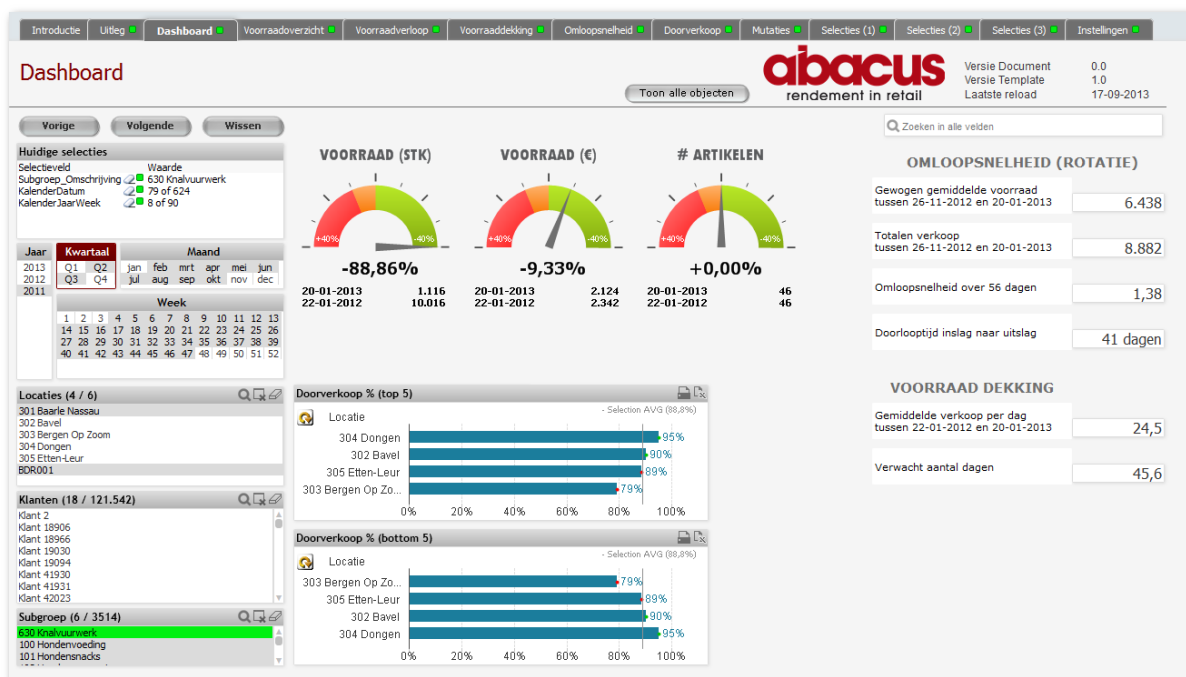 Introductie Uitleg Dashboard Voorraadoverzicht Voorraadverloop Voorraaddekking Omloopsnelheid Doorverkoop Mutaties Selecties (1) Selecties (2) Selecties (3) Instellingen
Dashboard
Toon alle objecten
abacus
rendement in retail
Versie Document 0.0
Versie Template 1.0
Laatste reload 17-09-2013
Vorige Volgende Wissen
Zoeken in alle velden
Huidige selecties
Selectieveld Waarde
Subgroep_Omschrijving 630 Knalvuurwerk
KalenderDatum 79 of 624
KalenderJaarWeek 8 of 90
Jaar
2013
2012
2011
Kwartaal
Q1 Q2
Q3 Q4
Maand
jan feb mrt apr mei jun
jul aug sep okt nov dec
Week
1 2 3 4 5 6 7 8 9 10 11 12 13
14 15 16 17 18 19 20 21 22 23 24 25 26
27 28 29 30 31 32 33 34 35 36 37 38 39
40 41 42 43 44 45 46 47 48 49 50 51 52
VOORRAAD (STK)
+40% -40%
-88,86%
20-01-2013 1.116
22-01-2012 10.016
VOORRAAD (€)
+40% -40%
-9,33%
20-01-2013 2.124
22-01-2012 2.342
# ARTIKELEN
+40% -40%
+0,00%
20-01-2013 46
22-01-2012 46
OMLOOPSNELHEID (ROTATIE)
Gewogen gemiddelde voorraad
tussen 26-11-2012 en 20-01-2013
6.438
Totalen verkoop
tussen 26-11-2012 en 20-01-2013
8.882
Omloopsnelheid over 56 dagen
1,38
Doorlooptijd inslag naar uitslag
41 dagen
VOORRAAD DEKKING
Gemiddelde verkoop per dag
tussen 22-01-2012 en 20-01-2013
24,5
Verwacht aantal dagen
45,6
Locaties (4 / 6)
301 Baarle Nassau
302 Bavel
303 Bergen Op Zoom
304 Dongen
305 Etten-Leur
BDR001
Klanten (18 / 121.542)
Klant 2
Klant 18906
Klant 18966
Klant 19030
Klant 19094
Klant 41930
Klant 41931
Klant 42023
Subgroep (6 / 3514)
630 Knalvuurwerk
100 Hondenvoeding
101 Hondensnacks
Doorverkoop % (top 5)
- Selection AVG (88,8%)
Locatie
304 Dongen 95%
302 Bavel 90%
305 Etten-Leur 89%
303 Bergen Op Zo... 79%
0% 20% 40% 60% 80% 100%
Doorverkoop % (bottom 5)
- Selection AVG (88,8%)
Locatie
303 Bergen Op Zo... 79%
305 Etten-Leur 89%
302 Bavel 90%
304 Dongen 95%
0% 20% 40% 60% 80% 100%